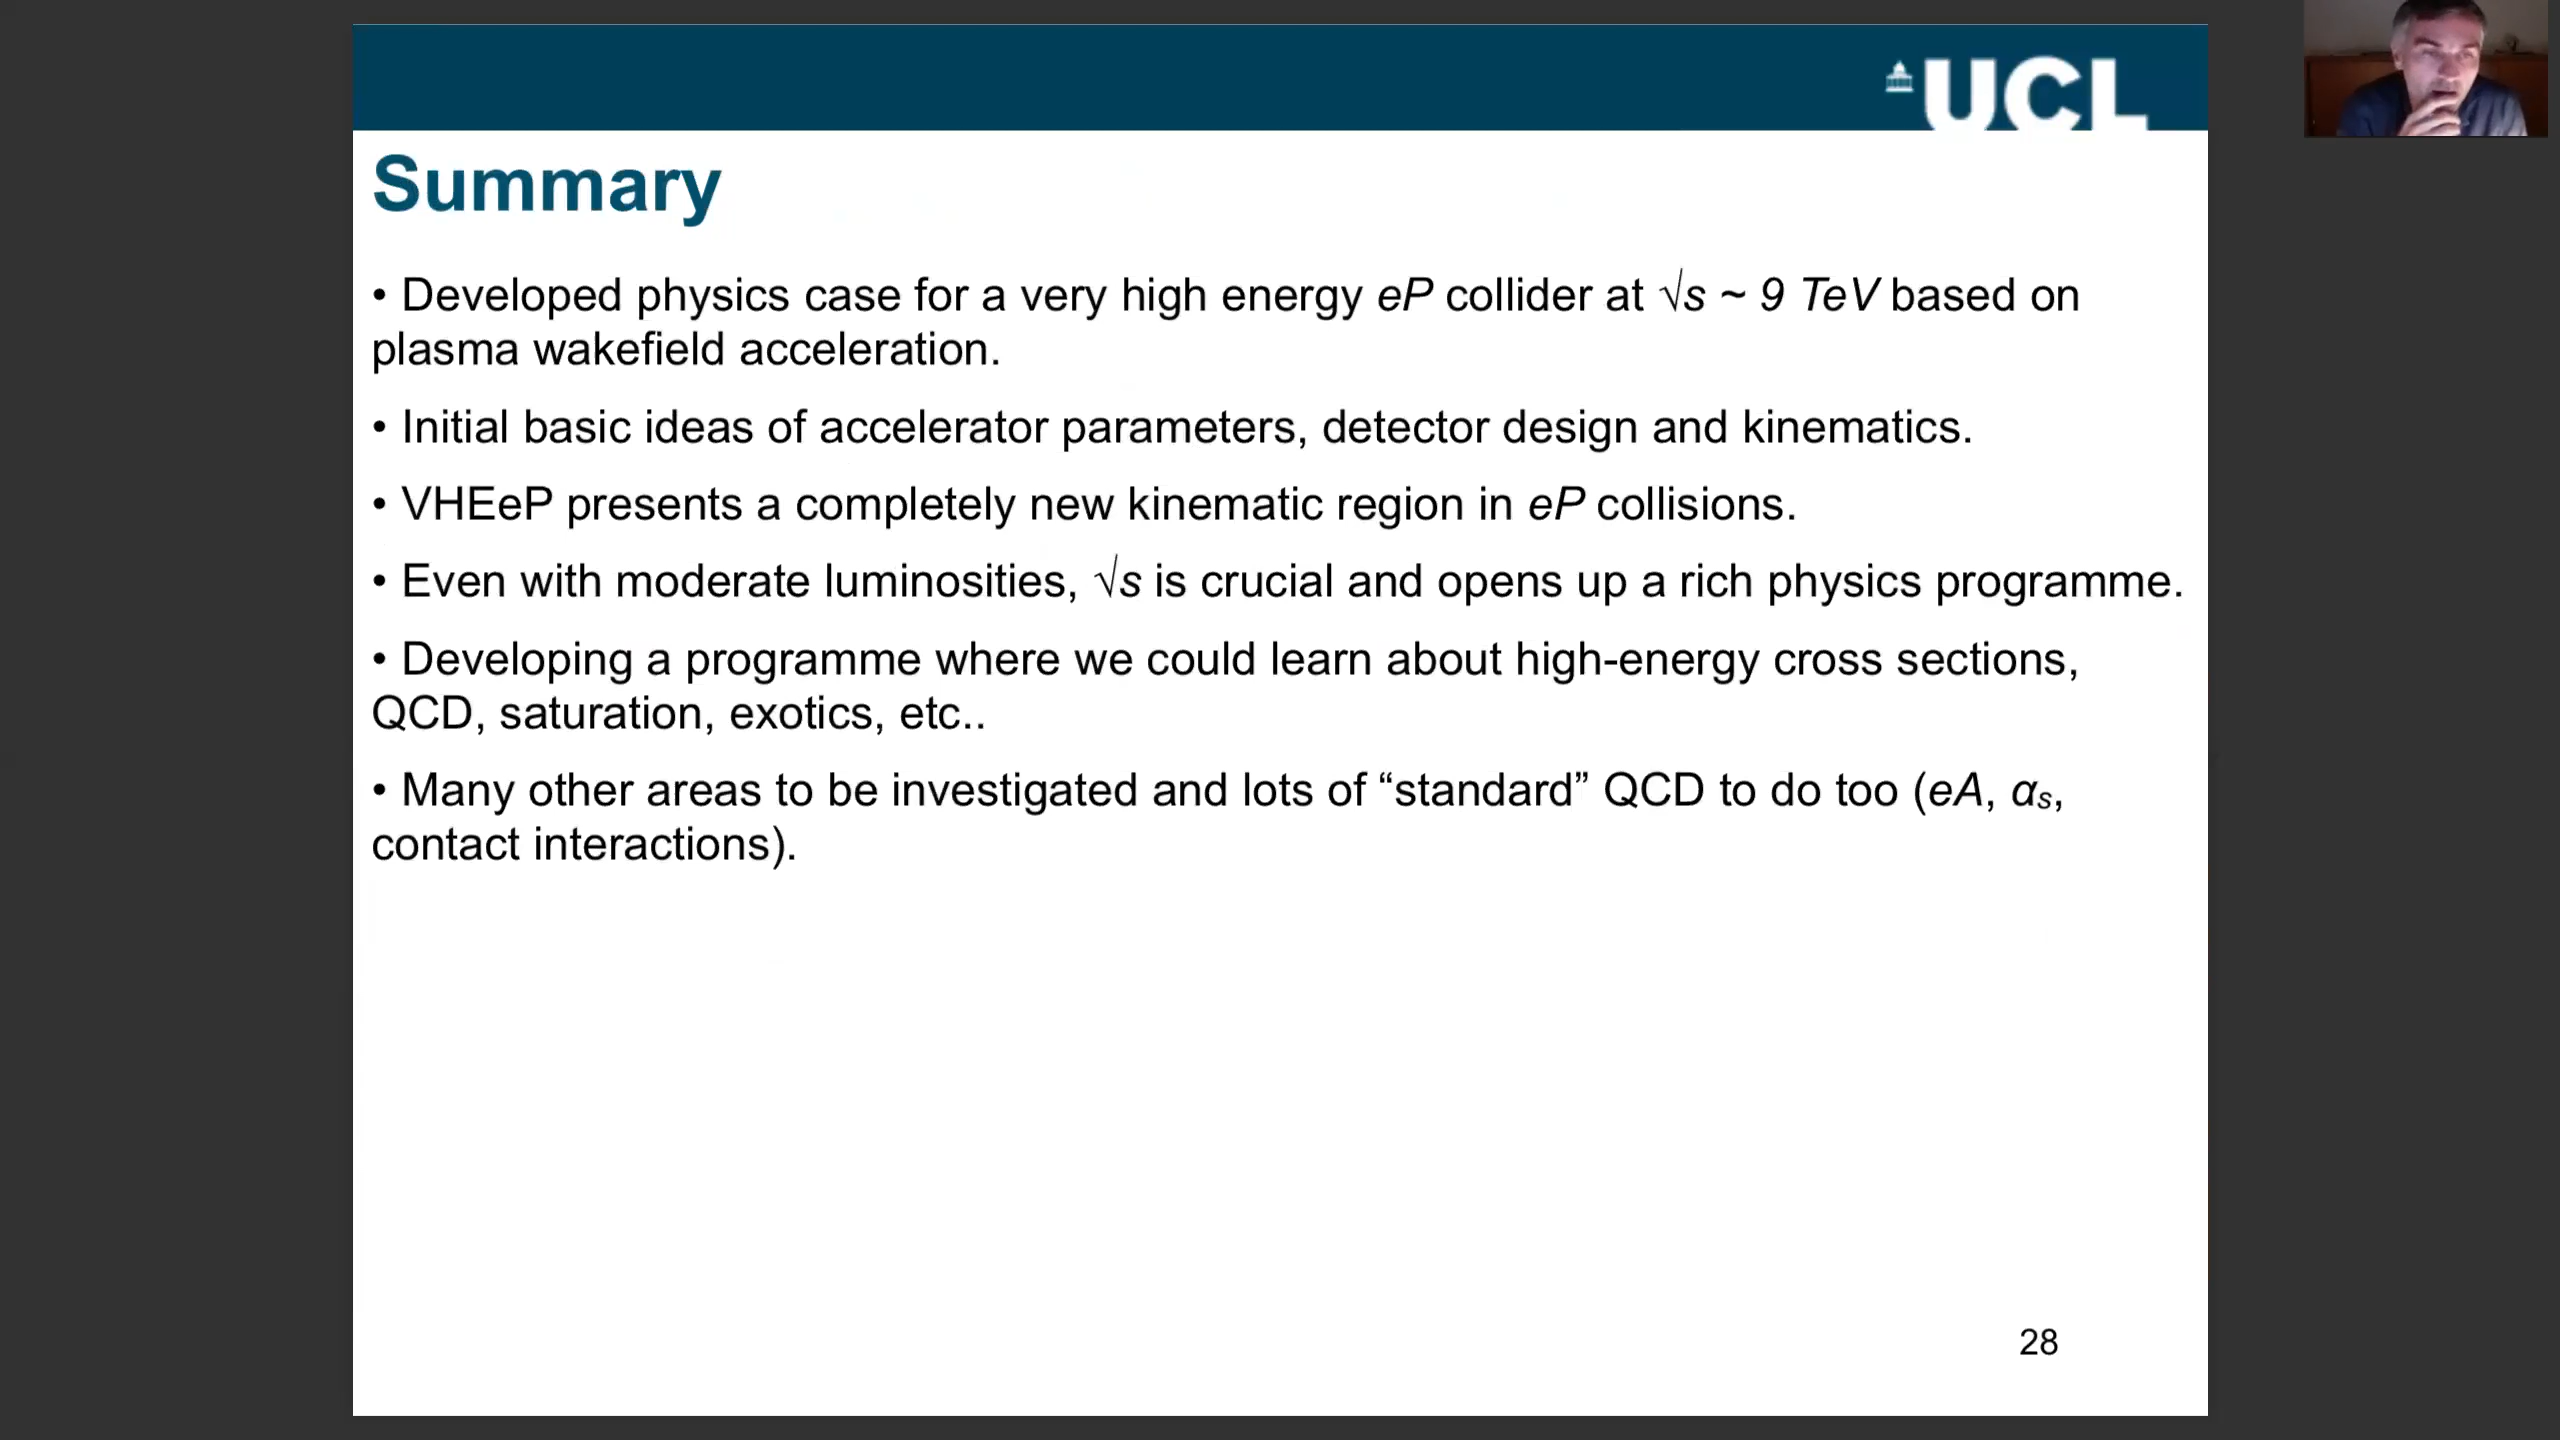 UCL
Summary
• Developed physics case for a very high energy eP collider at √s ~ 9 TeV based on
plasma wakefield acceleration.
• Initial basic ideas of accelerator parameters, detector design and kinematics.
• VHEeP presents a completely new kinematic region in eP collisions.
• Even with moderate luminosities, √s is crucial and opens up a rich physics programme.
• Developing a programme where we could learn about high-energy cross sections,
QCD, saturation, exotics, etc..
• Many other areas to be investigated and lots of “standard” QCD to do too (eA, αs,
contact interactions).
28